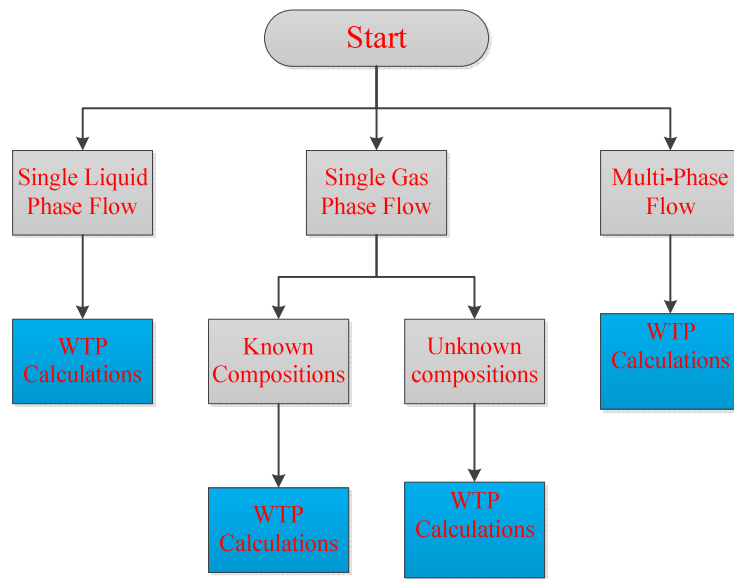 Start
Single Liquid
Phase Flow
Single Gas
Phase Flow
Multi-Phase
Flow
WTP
Calculations
Known
Compositions
Unknown
compositions
WTP
Calculations
WTP
Calculations
WTP
Calculations